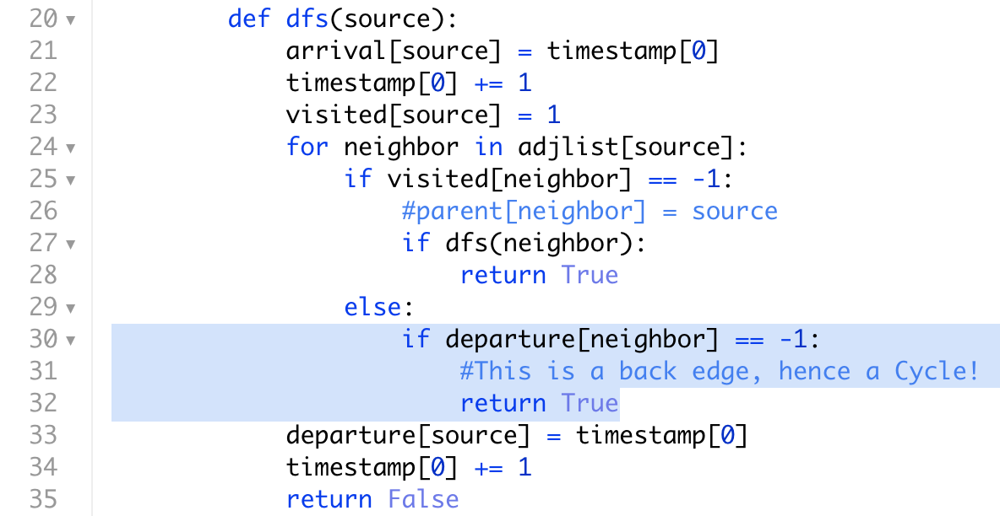 20 def dfs(source):
21 arrival[source] = timestamp[0]
22 timestamp[0] += 1
23 visited[source] = 1
24 for neighbor in adjlist[source]:
25 if visited[neighbor] == -1:
26 #parent[neighbor] = source
27 if dfs(neighbor):
28 return True
29 else:
30 if departure[neighbor] == -1:
31 #This is a back edge, hence a Cycle!
32 return True
33 departure[source] = timestamp[0]
34 timestamp[0] += 1
35 return False